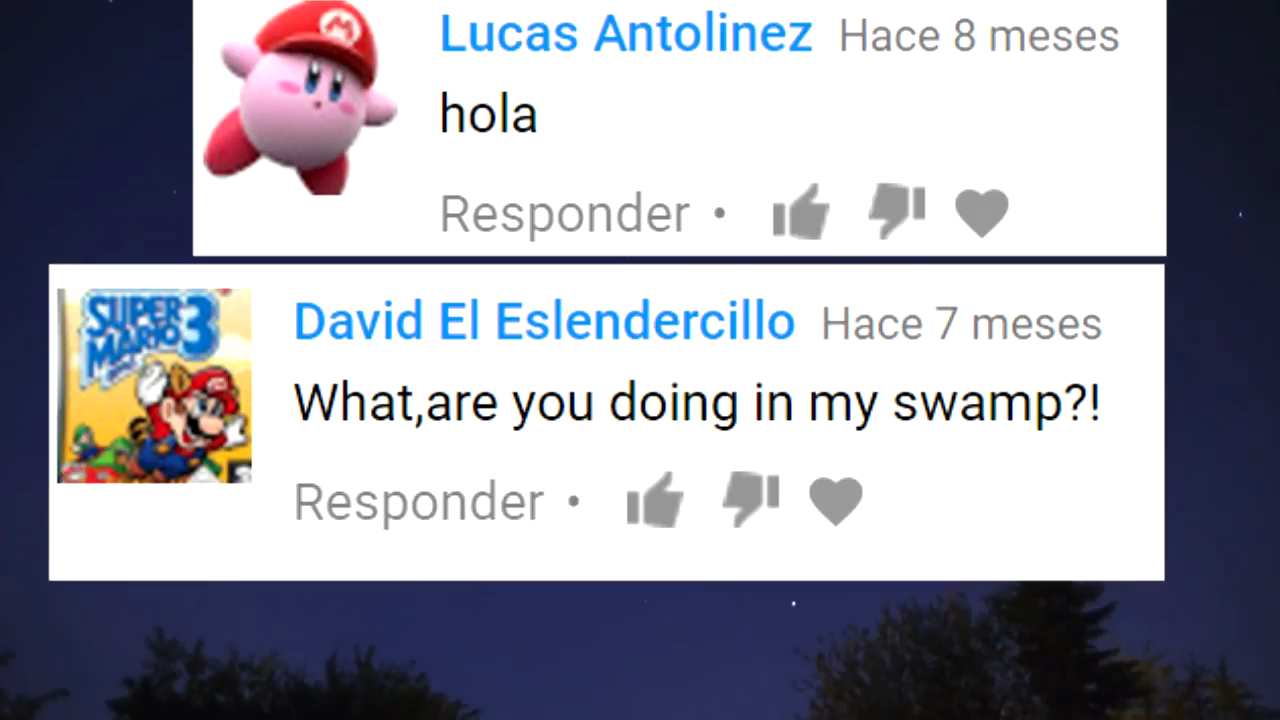 Lucas Antolinez Hace 8 meses
hola
Responder •
SUPER
MARIO 3
David El Eslendercillo Hace 7 meses
What,are you doing in my swamp?!
Responder •